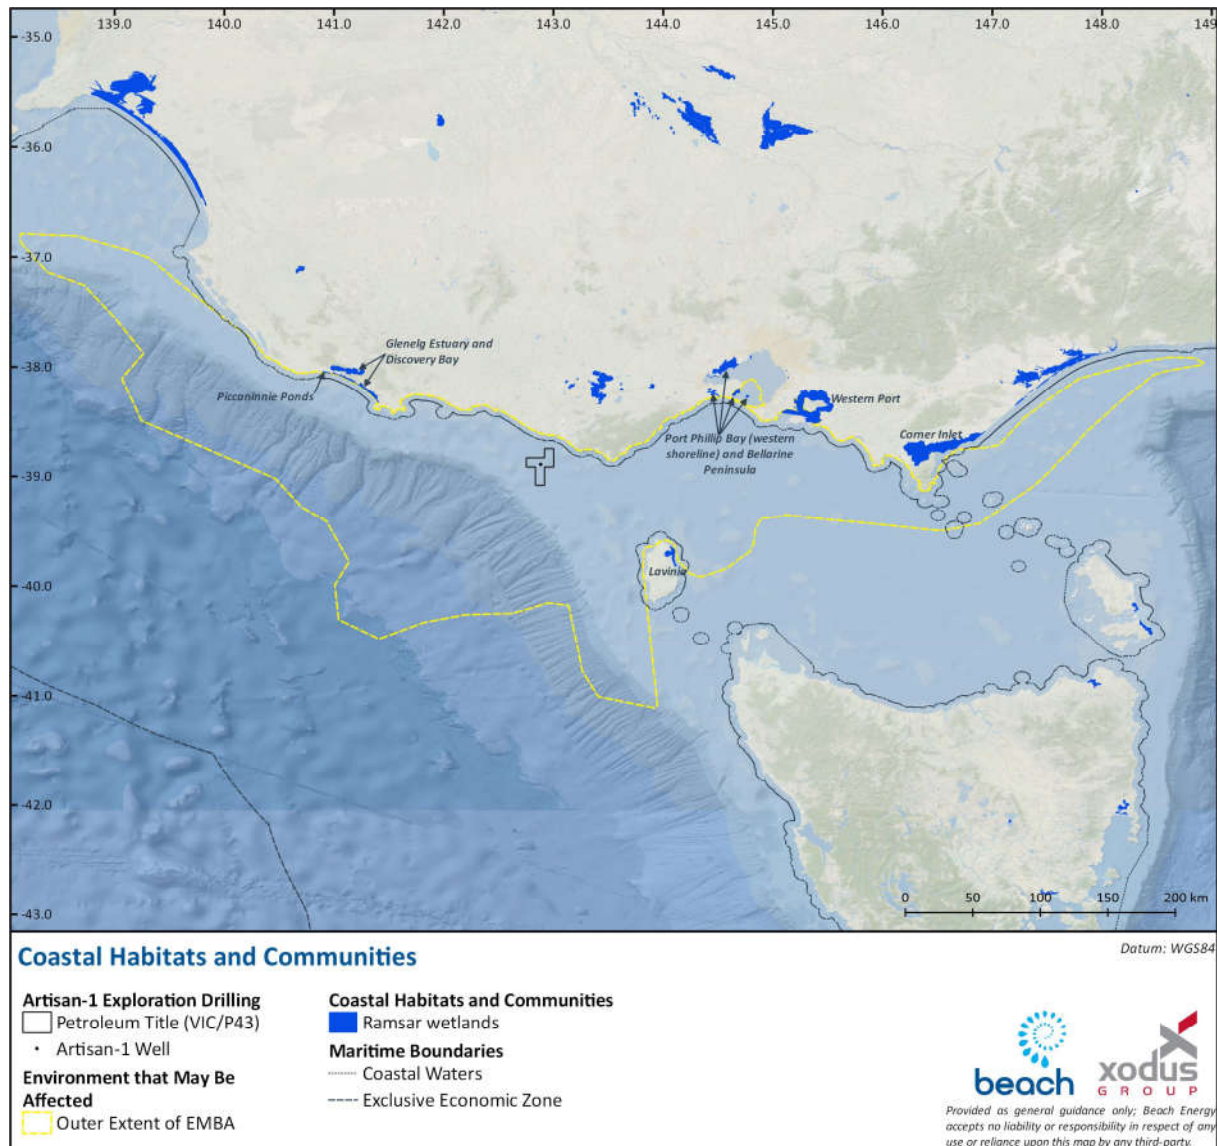 139.0 140.0 141.0 142.0 143.0 144.0 145.0 146.0 147.0 148.0 149
-35.0
-36.0
-37.0
-38.0
-39.0
-40.0
-41.0
-42.0
-43.0
Glenelg Estuary and
Discovery Bay
Piccaninnie Ponds
Western Port
Port Phillip Bay (western
shoreline) and Bellarine
Peninsula
Corner Inlet
Lavinia
0 50 100 150 200 km
Coastal Habitats and Communities
Datum: WGS84
Artisan-1 Exploration Drilling
Petroleum Title (VIC/P43)
Artisan-1 Well
Environment that May Be
Affected
Outer Extent of EMBA
Coastal Habitats and Communities
Ramsar wetlands
Maritime Boundaries
Coastal Waters
Exclusive Economic Zone
beach
xodus
GROUP
Provided as general guidance only; Beach Energy
accepts no liability or responsibility in respect of any
use or reliance upon this map by any third-party.